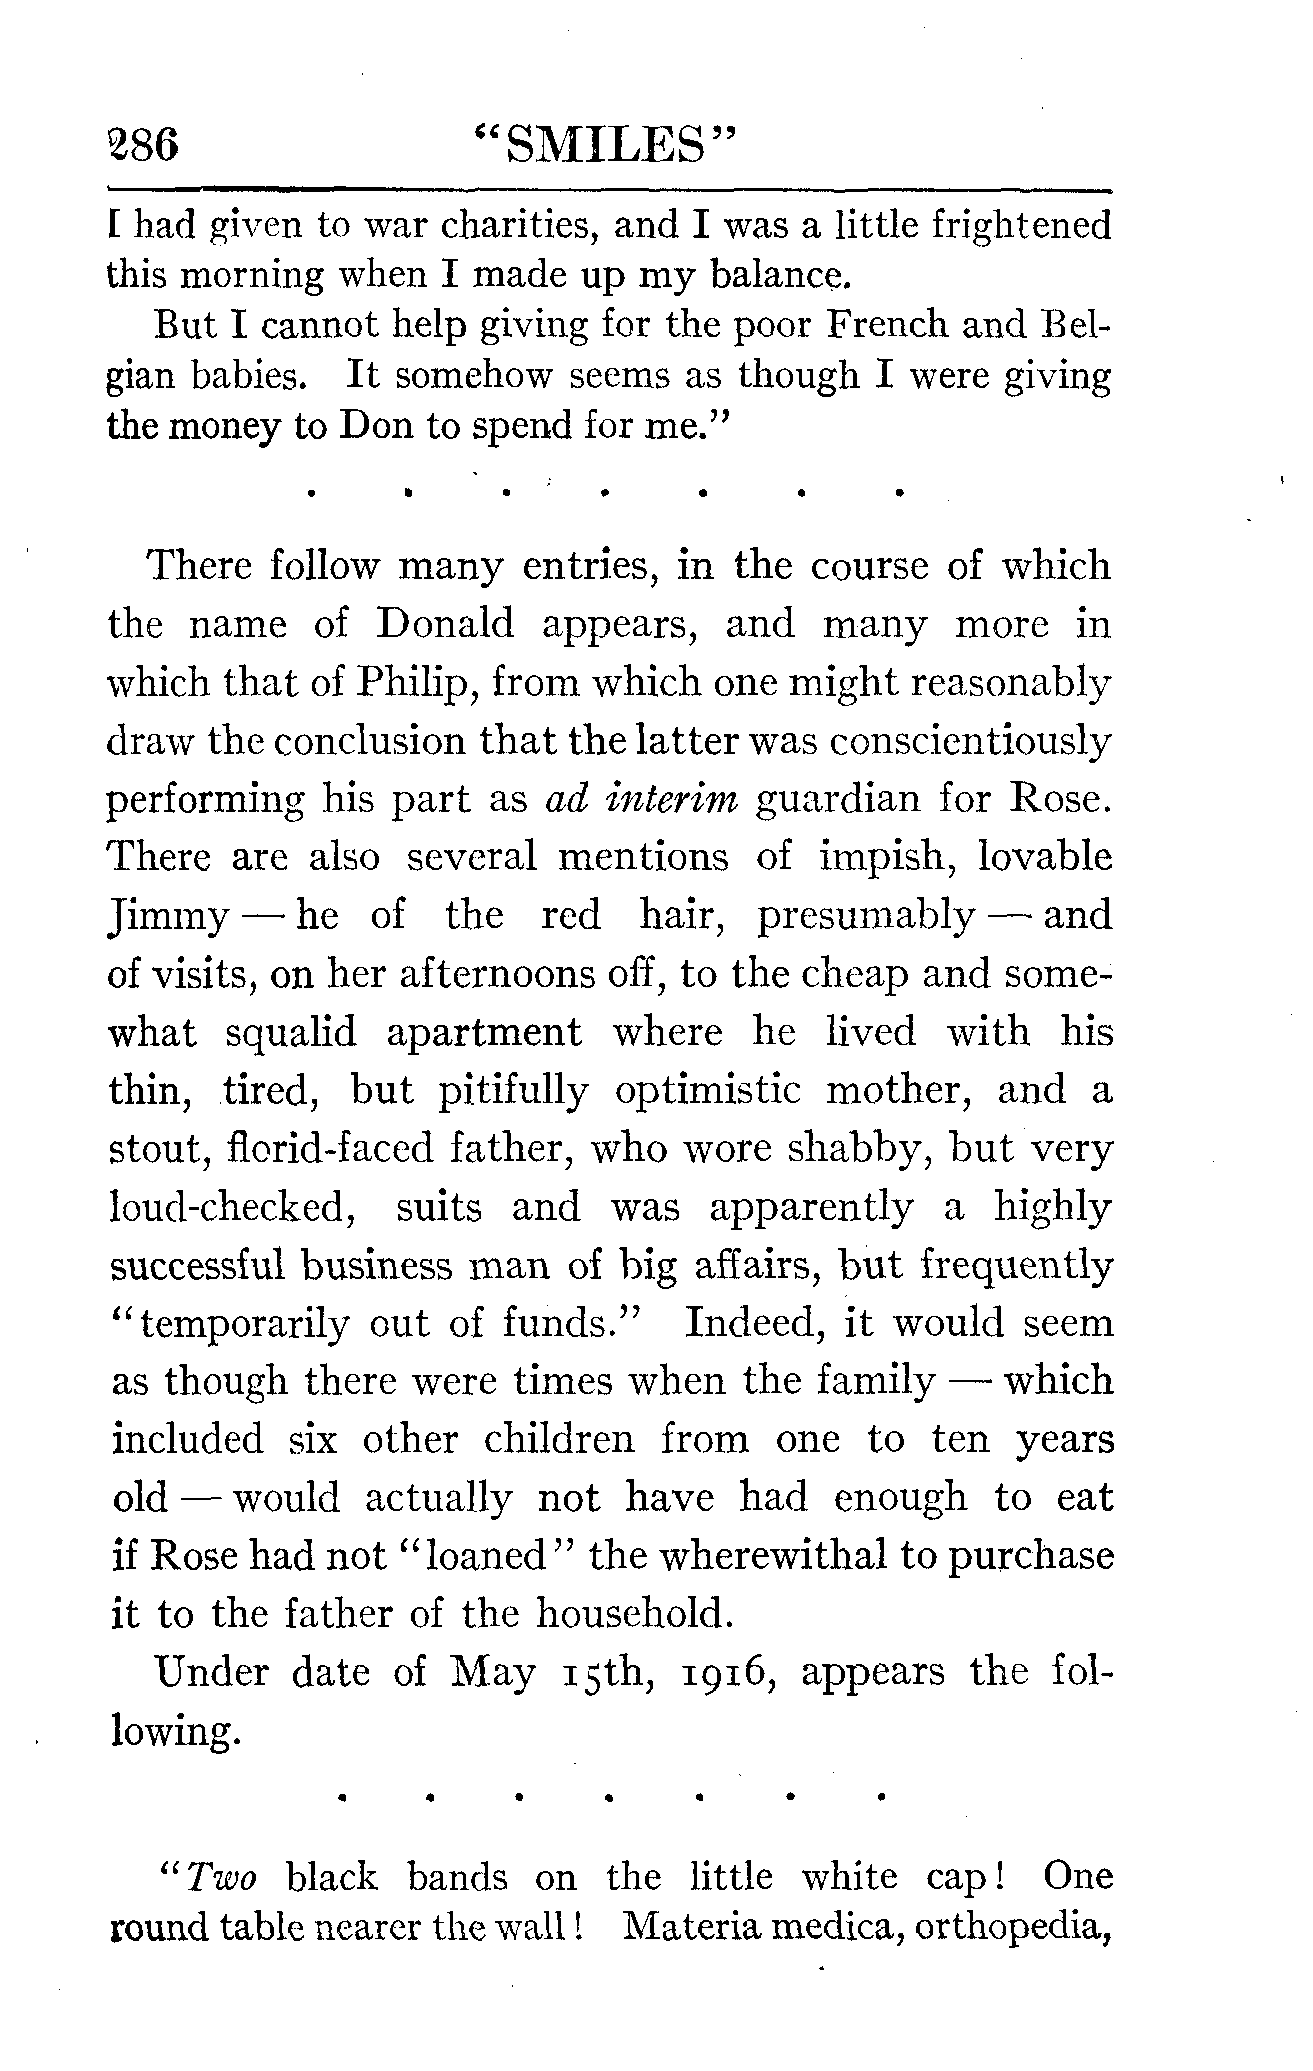 286 "SMILES"
I had given to war charities, and I was a little frightened
this morning when I made up my balance.
But I cannot help giving for the poor French and Bel-
gian babies. It somehow seems as though I were giving
the money to Don to spend for me."
. . . . . . .
There follow many entries, in the course of which
the name of Donald appears, and many more in
which that of Philip, from which one might reasonably
draw the conclusion that the latter was conscientiously
performing his part as ad interim guardian for Rose.
There are also several mentions of impish, lovable
Jimmy — he of the red hair, presumably — and
of visits, on her afternoons off, to the cheap and some-
what squalid apartment where he lived with his
thin, tired, but pitifully optimistic mother, and a
stout, florid-faced father, who wore shabby, but very
loud-checked, suits and was apparently a highly
successful business man of big affairs, but frequently
"temporarily out of funds." Indeed, it would seem
as though there were times when the family — which
included six other children from one to ten years
old — would actually not have had enough to eat
if Rose had not "loaned" the wherewithal to purchase
it to the father of the household.
Under date of May 15th, 1916, appears the fol-
lowing.
. . . . . . .
"Two black bands on the little white cap! One
round table nearer the wall! Materia medica, orthopedia,